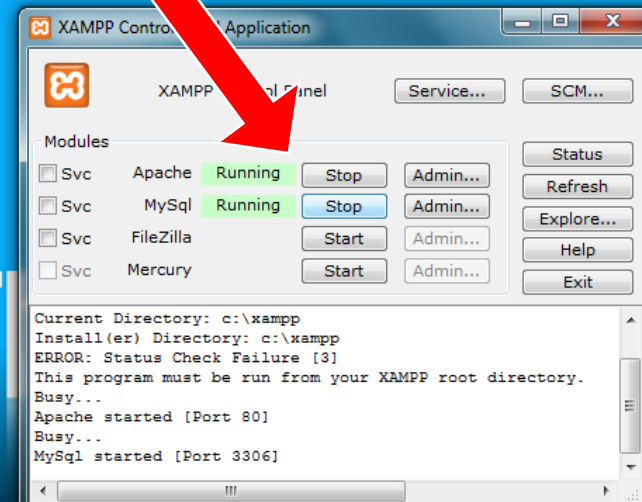 XAMPP Control Application
XAMPP ol anel Service... SCM...
Modules
Svc Apache Running Stop Admin...
Svc MySql Running Stop Admin...
Svc FileZilla Start Admin...
Svc Mercury Start Admin...
Status
Refresh
Explore...
Help
Exit
Current Directory: c:\xampp
Install(er) Directory: c:\xampp
ERROR: Status Check Failure [3]
This program must be run from your XAMPP root directory.
Busy...
Apache started [Port 80]
Busy...
MySql started [Port 3306]